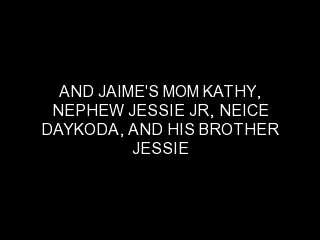 AND JAIME'S MOM KATHY,
NEPHEW JESSIE JR, NEICE
DAYKODA, AND HIS BROTHER
JESSIE